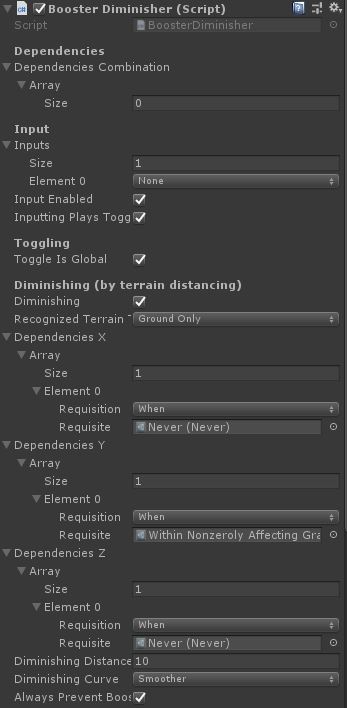 Booster Diminisher (Script)
Script BoosterDiminisher
Dependencies
Dependencies Combination
Array
Size 0
Input
Inputs
Size 1
Element 0 None
Input Enabled
Inputting Plays Togg
Toggling
Toggle Is Global
Diminishing (by terrain distancing)
Diminishing
Recognized Terrain T Ground Only
Dependencies X
Array
Size 1
Element 0
Requisition When
Requisite Never (Never)
Dependencies Y
Array
Size 1
Element 0
Requisition When
Requisite Within Nonzeroly Affecting Gra
Dependencies Z
Array
Size 1
Element 0
Requisition When
Requisite Never (Never)
Diminishing Distance 10
Diminishing Curve Smoother
Always Prevent Boos